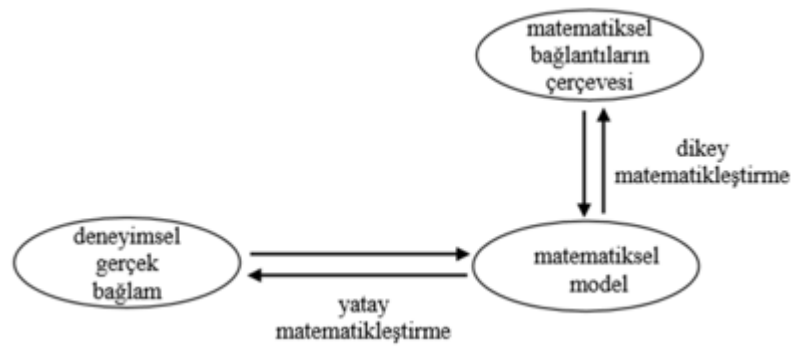 matematiksel
bağlantıların
çerçevesi
dikey
matematikleştirme
deneyimsel
gerçek
bağlam
matematiksel
model
yatay
matematikleştirme